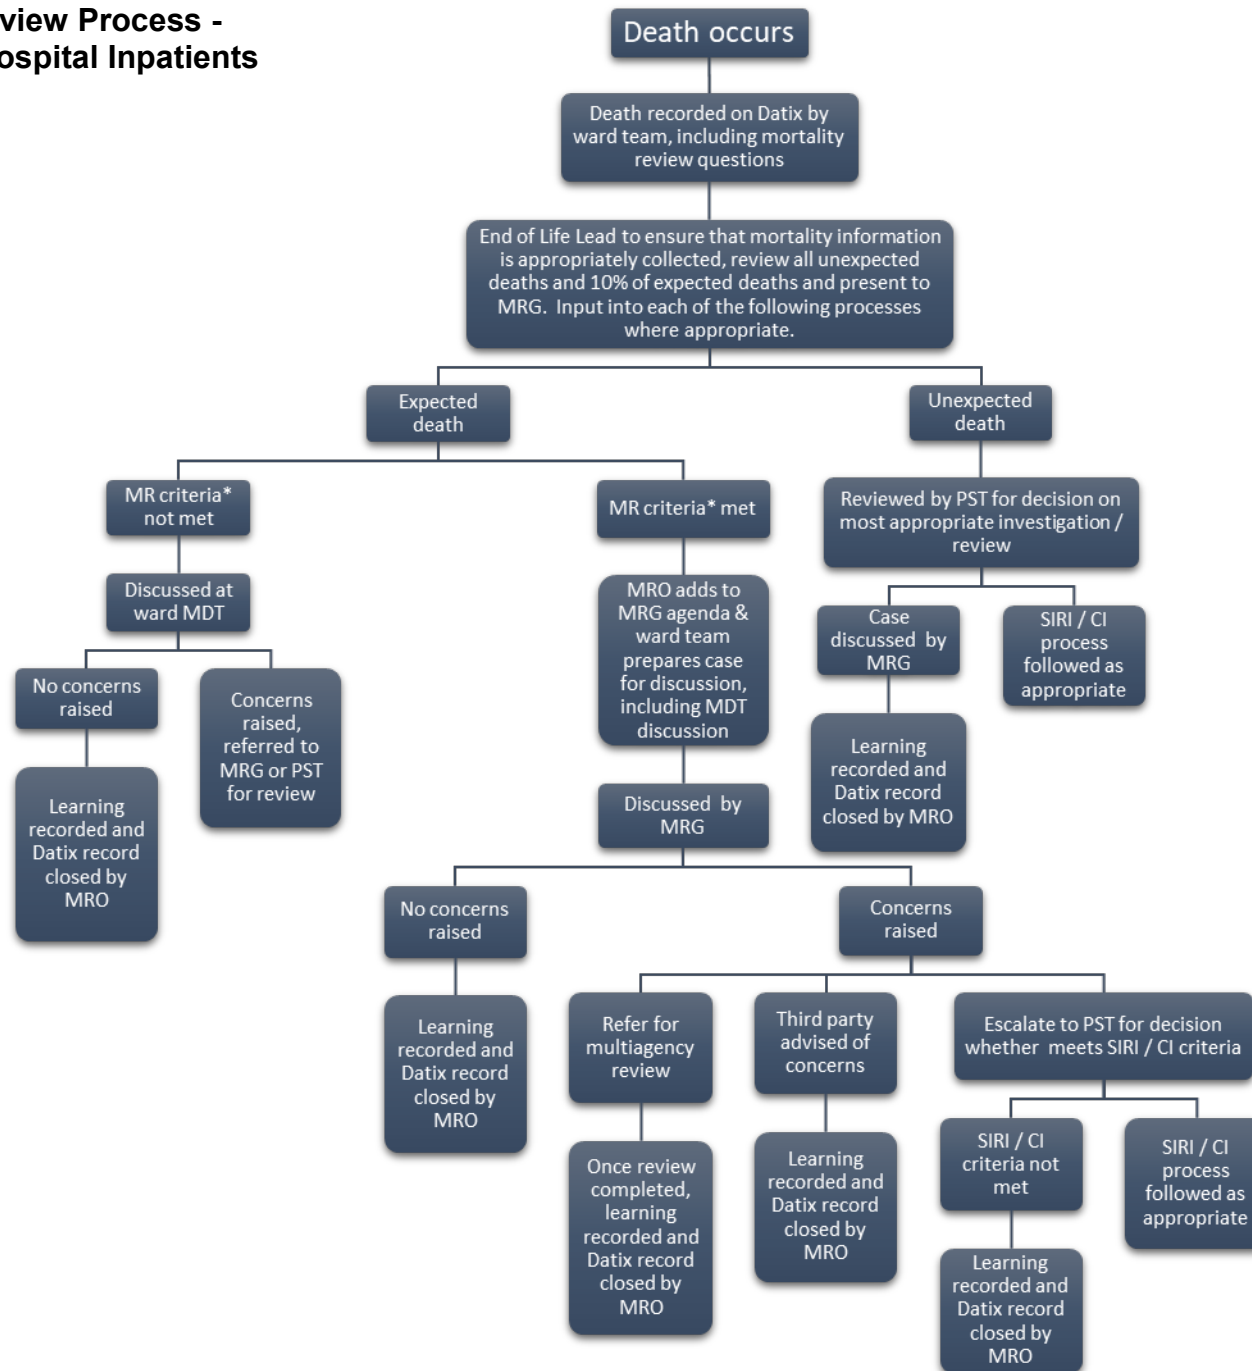 view Process -
ospital Inpatients
Death occurs
Death recorded on Datix by
ward team, including mortality
review questions
End of Life Lead to ensure that mortality information
is appropriately collected, review all unexpected
deaths and 10% of expected deaths and present to
MRG. Input into each of the following processes
where appropriate.
Expected
death
Unexpected
death
MR criteria*
not met
MR criteria* met
Reviewed by PST for decision on
most appropriate investigation /
review
Discussed at
ward MDT
MRO adds to
MRG agenda &
ward team
prepares case
for discussion,
including MDT
discussion
Case
discussed by
MRG
SIRI / CI
process
followed as
appropriate
No concerns
raised
Concerns
raised,
referred to
MRG or PST
for review
Learning
recorded and
Datix record
closed by MRO
Learning
recorded and
Datix record
closed by
MRO
Discussed by
MRG
No concerns
raised
Concerns
raised
Learning
recorded and
Datix record
closed by
MRO
Refer for
multiagency
review
Third party
advised of
concerns
Escalate to PST for decision
whether meets SIRI / CI criteria
Once review
completed,
learning
recorded and
Datix record
closed by
MRO
Learning
recorded and
Datix record
closed by
MRO
SIRI / CI
criteria not
met
SIRI / CI
process
followed as
appropriate
Learning
recorded and
Datix record
closed by
MRO